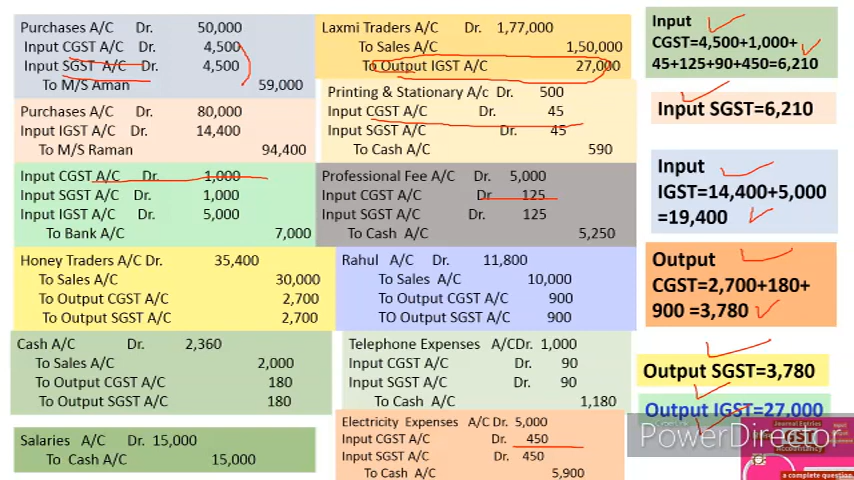 Purchases A/C Dr. 50,000
Input CGST A/C Dr. 4,500
Input SGST A/C Dr. 4,500
To M/S Aman 59,000
Purchases A/C Dr. 80,000
Input IGST A/C Dr. 14,400
To M/S Raman 94,400
Input CGST A/C Dr. 1,000
Input SGST A/C Dr. 1,000
Input IGST A/C Dr. 5,000
To Bank A/C 7,000
Honey Traders A/C Dr. 35,400
To Sales A/C 30,000
To Output CGST A/C 2,700
To Output SGST A/C 2,700
Cash A/C Dr. 2,360
To Sales A/C 2,000
To Output CGST A/C 180
To Output SGST A/C 180
Salaries A/C Dr. 15,000
To Cash A/C 15,000
Laxmi Traders A/C Dr. 1,77,000
To Sales A/C 1,50,000
To Output IGST A/C 27,000
Printing & Stationary A/c Dr. 500
Input CGST A/C Dr. 45
Input SGST A/C Dr. 45
To Cash A/C 590
Professional Fee A/C Dr. 5,000
Input CGST A/C Dr 125
Input SGST A/C Dr. 125
To Cash A/C 5,250
Rahul A/C Dr. 11,800
To Sales A/C 10,000
To Output CGST A/C 900
TO Output SGST A/C 900
Telephone Expenses A/CDr. 1,000
Input CGST A/C Dr. 90
Input SGST A/C Dr. 90
To Cash A/C 1,180
Electricity Expenses A/C Dr. 5,000
Input CGST A/C Dr. 450
Input SGST A/C Dr. 450
To Cash A/C 5,900
Input
CGST=4,500+1,000+
45+125+90+450=6,210
Input SGST=6,210
Input
IGST=14,400+5,000
=19,400
Output
CGST=2,700+180+
900 =3,780
Output SGST=3,780
Output IGST=27,000
PowerDirector
Journal Entries
GST
Accountancy
Input
a complete question